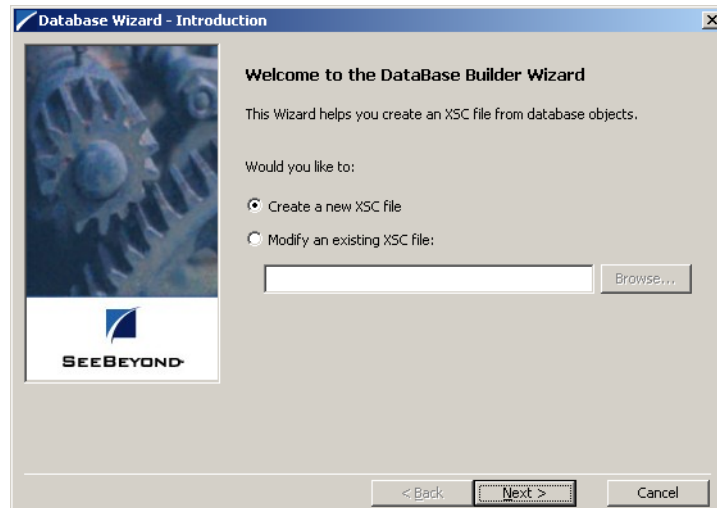 Database Wizard - Introduction
Welcome to the DataBase Builder Wizard
This Wizard helps you create an XSC file from database objects.
Would you like to:
Create a new XSC file
Modify an existing XSC file:
Browse...
SEEBEYOND
< Back
Next >
Cancel